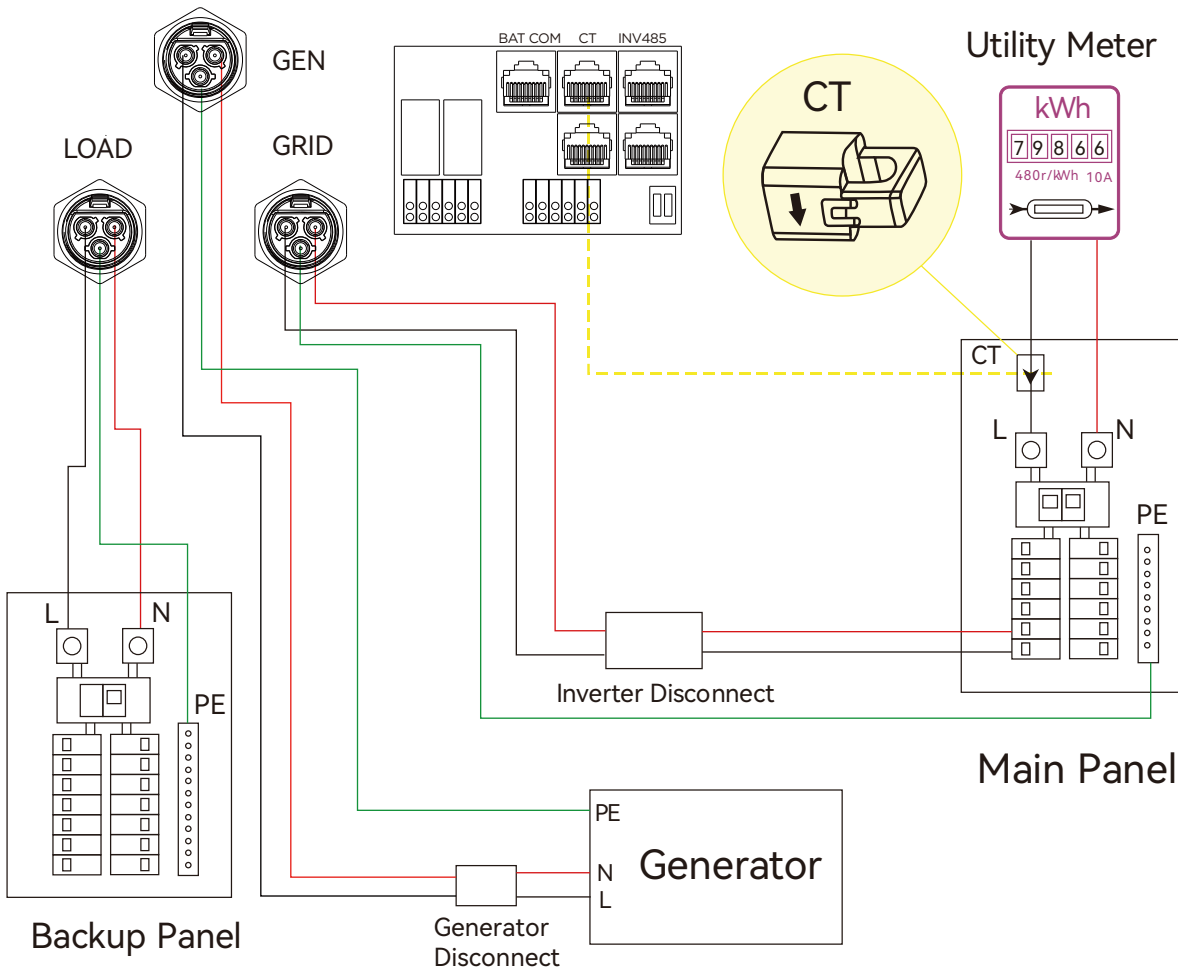 GEN
BAT COM CT INV485
Utility Meter
CT
kWh
79866
480r/kWh 10A
LOAD
GRID
CT
L
N
PE
L
N
PE
Inverter Disconnect
Main Panel
PE
Generator
N
L
Generator
Disconnect
Backup Panel